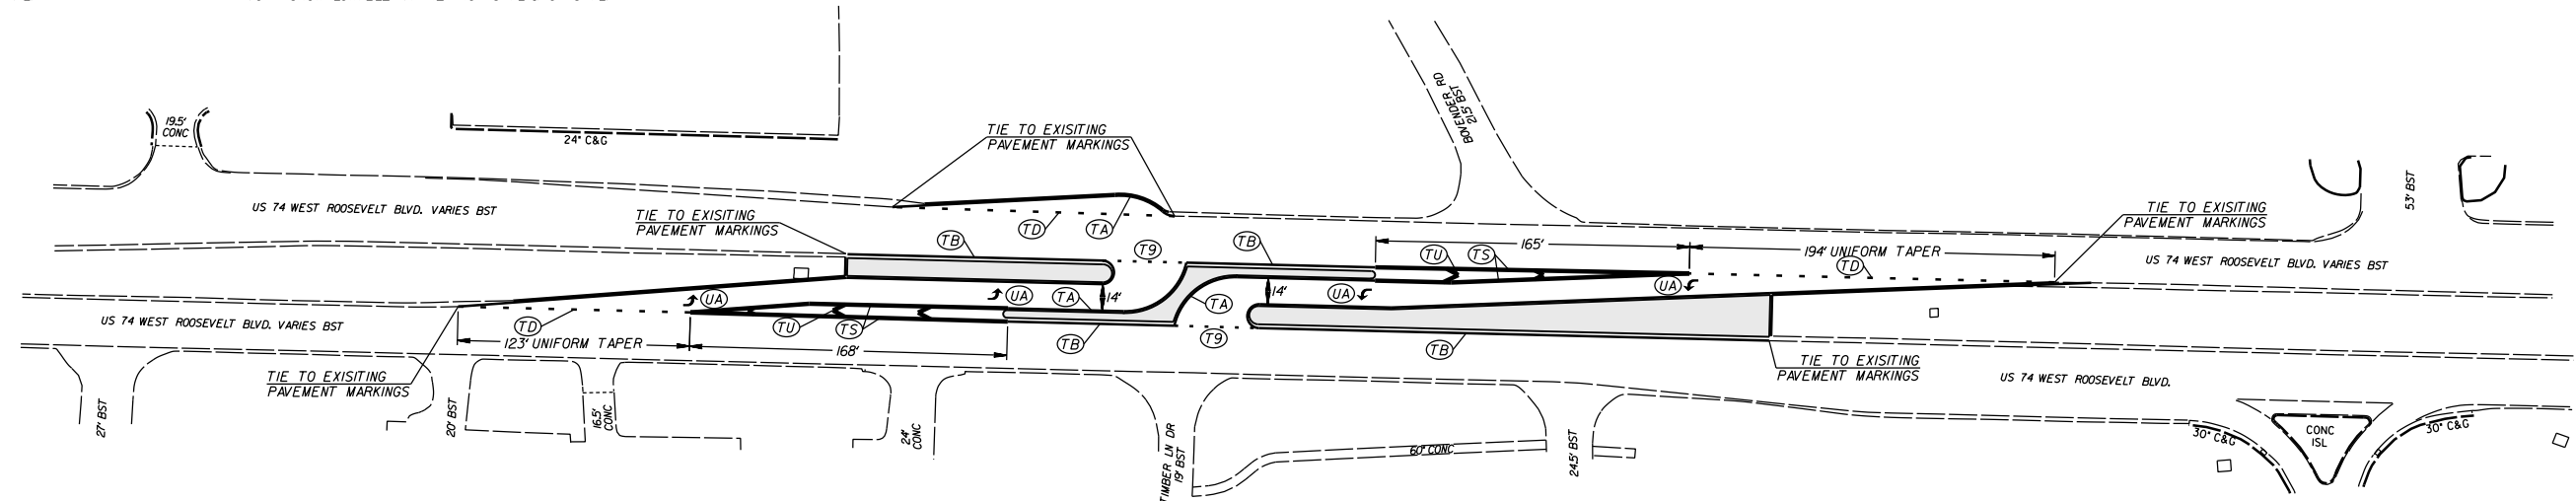 BOVENDER RD
21.5' BST
19.5'
CONC
24" C&G
TIE TO EXISITING
PAVEMENT MARKINGS
53' BST
US 74 WEST ROOSEVELT BLVD. VARIES BST
TIE TO EXISITING
PAVEMENT MARKINGS
TIE TO EXISITING
PAVEMENT MARKINGS
TD
TA
TB
T9
TB
165'
TU
TS
194' UNIFORM TAPER
TD
US 74 WEST ROOSEVELT BLVD. VARIES BST
UA
UA
TA
14'
TA
14'
UA
UA
US 74 WEST ROOSEVELT BLVD. VARIES BST
TD
TU
TS
TB
T9
TB
123' UNIFORM TAPER
168'
TIE TO EXISITING
PAVEMENT MARKINGS
TIE TO EXISITING
PAVEMENT MARKINGS
US 74 WEST ROOSEVELT BLVD.
27' BST
20' BST
16.5'
CONC
24'
CONC
TIMBER LN DR
19' BST
60" CONC
24.5' BST
30" C&G
CONC
ISL
30" C&G